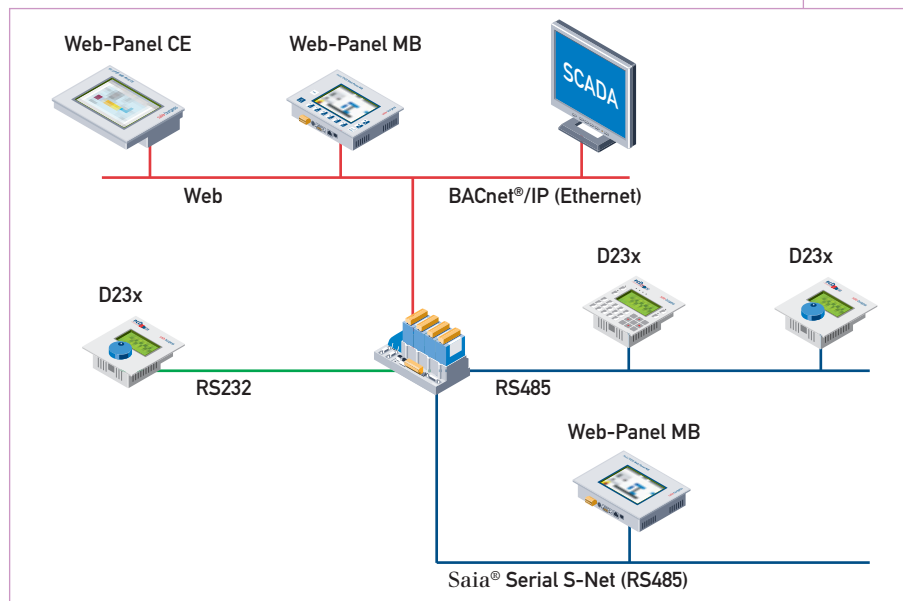 Web-Panel CE
Web-Panel MB
SCADA
Web
BACnet®/IP (Ethernet)
D23x
D23x
D23x
RS232
RS485
Web-Panel MB
Saia® Serial S-Net (RS485)